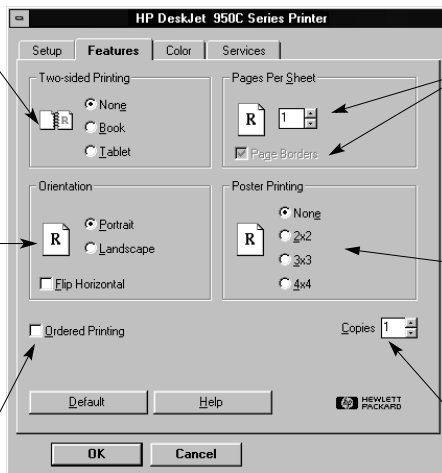 HP DeskJet 950C Series Printer
Setup Features Color Services
Two-sided Printing
R
None
Book
Tablet
Pages Per Sheet
R
1
Page Borders
Orientation
R
Portrait
Landscape
Flip Horizontal
Poster Printing
R
None
2x2
3x3
4x4
Ordered Printing
Copies 1
Default Help
hp HEWLETT
PACKARD
OK Cancel